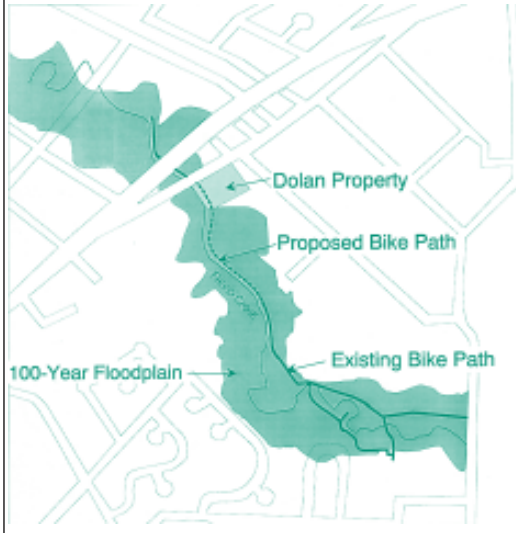 Dolan Property
Proposed Bike Path
Existing Bike Path
100-Year Floodplain